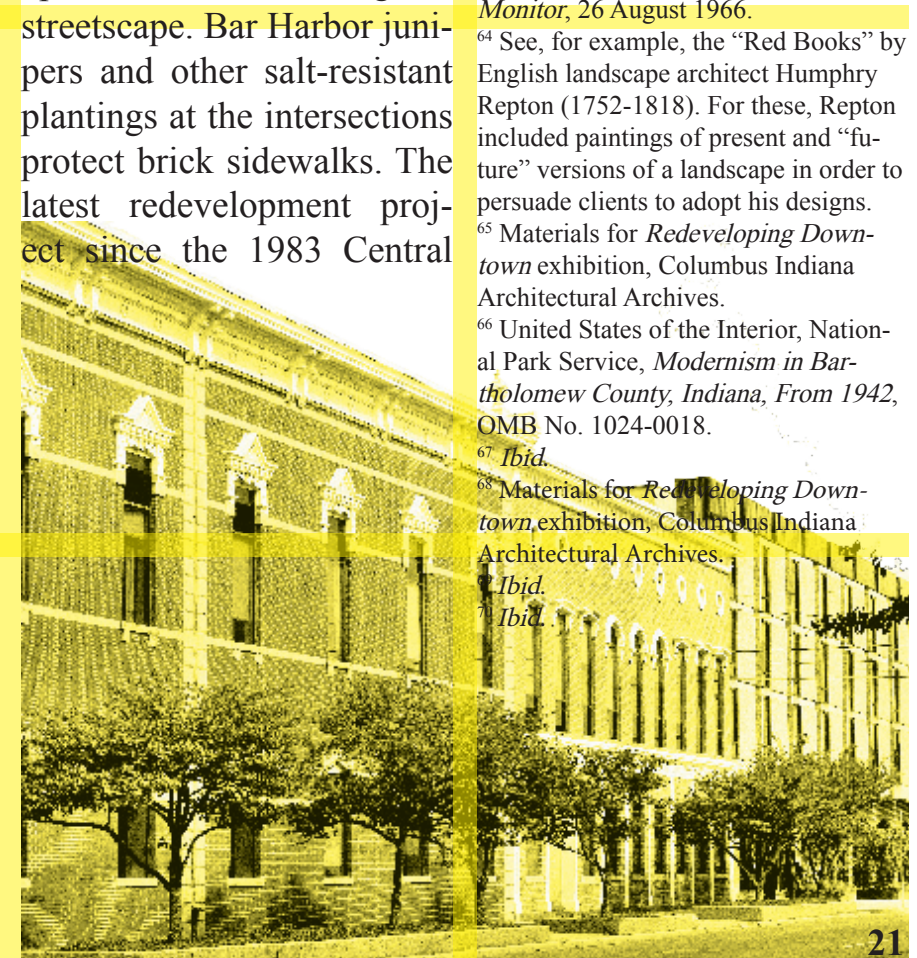 streetscape. Bar Harbor juni-
pers and other salt-resistant
plantings at the intersections
protect brick sidewalks. The
latest redevelopment proj-
ect since the 1983 Central
Monitor, 26 August 1966.
64 See, for example, the “Red Books” by
English landscape architect Humphry
Repton (1752-1818). For these, Repton
included paintings of present and “fu-
ture” versions of a landscape in order to
persuade clients to adopt his designs.
65 Materials for Redeveloping Down-
town exhibition, Columbus Indiana
Architectural Archives.
66 United States of the Interior, Nation-
al Park Service, Modernism in Bar-
tholomew County, Indiana, From 1942,
OMB No. 1024-0018.
67 Ibid.
68 Materials for Redeveloping Down-
town exhibition, Columbus Indiana
Architectural Archives.
Ibid.
Ibid.
21